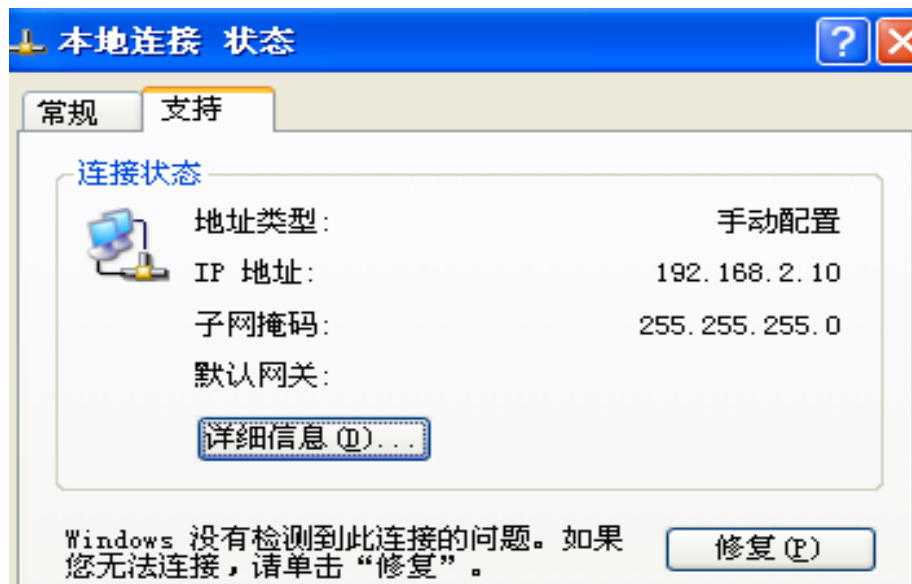 本地连接 状态
常规
支持
连接状态
地址类型:
手动配置
IP 地址:
192.168.2.10
子网掩码:
255.255.255.0
默认网关:
详细信息(D)...
Windows 没有检测到此连接的问题。如果
您无法连接，请单击“修复”。
修复(P)